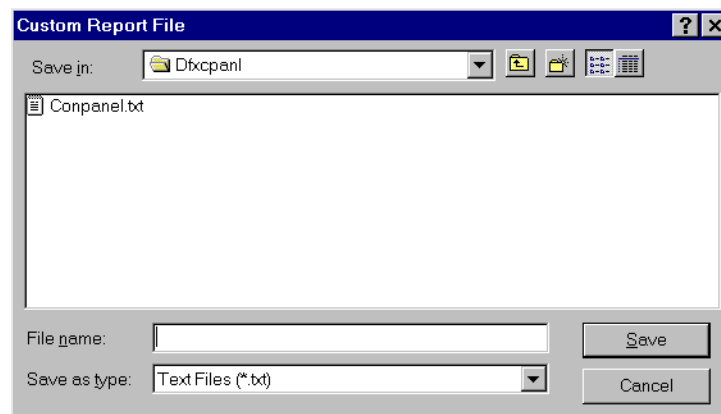 Custom Report File
Save in: Dfxcpanl
Conpanel.txt
File name: Save
Save as type: Text Files (*.txt) Cancel